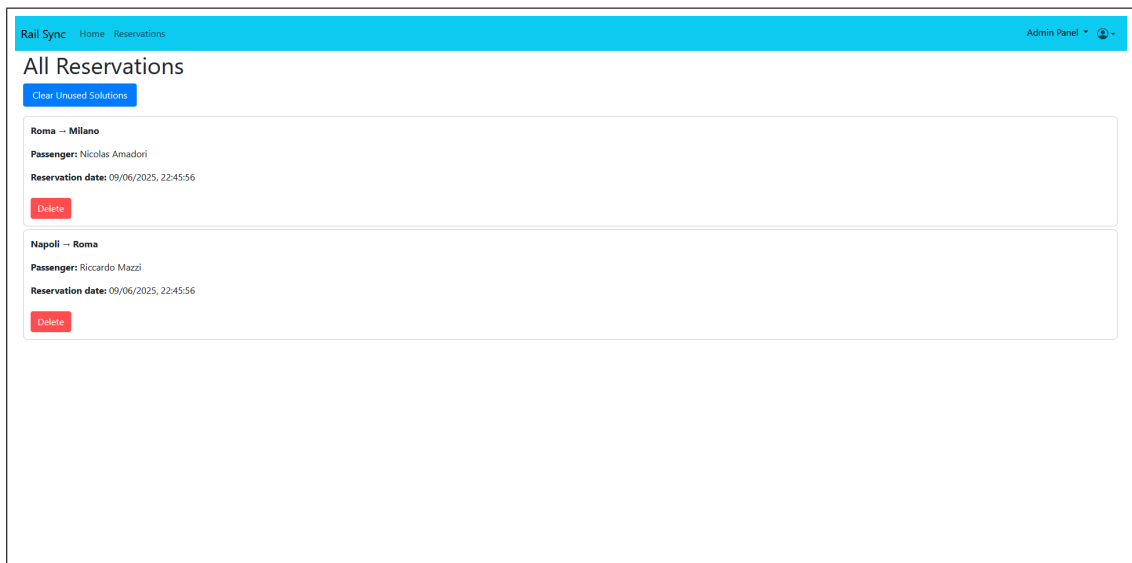 Rail Sync Home Reservations Admin Panel
All Reservations
Clear Unused Solutions
Roma → Milano
Passenger: Nicolas Amadori
Reservation date: 09/06/2025, 22:45:56
Delete
Napoli → Roma
Passenger: Riccardo Mazzi
Reservation date: 09/06/2025, 22:45:56
Delete